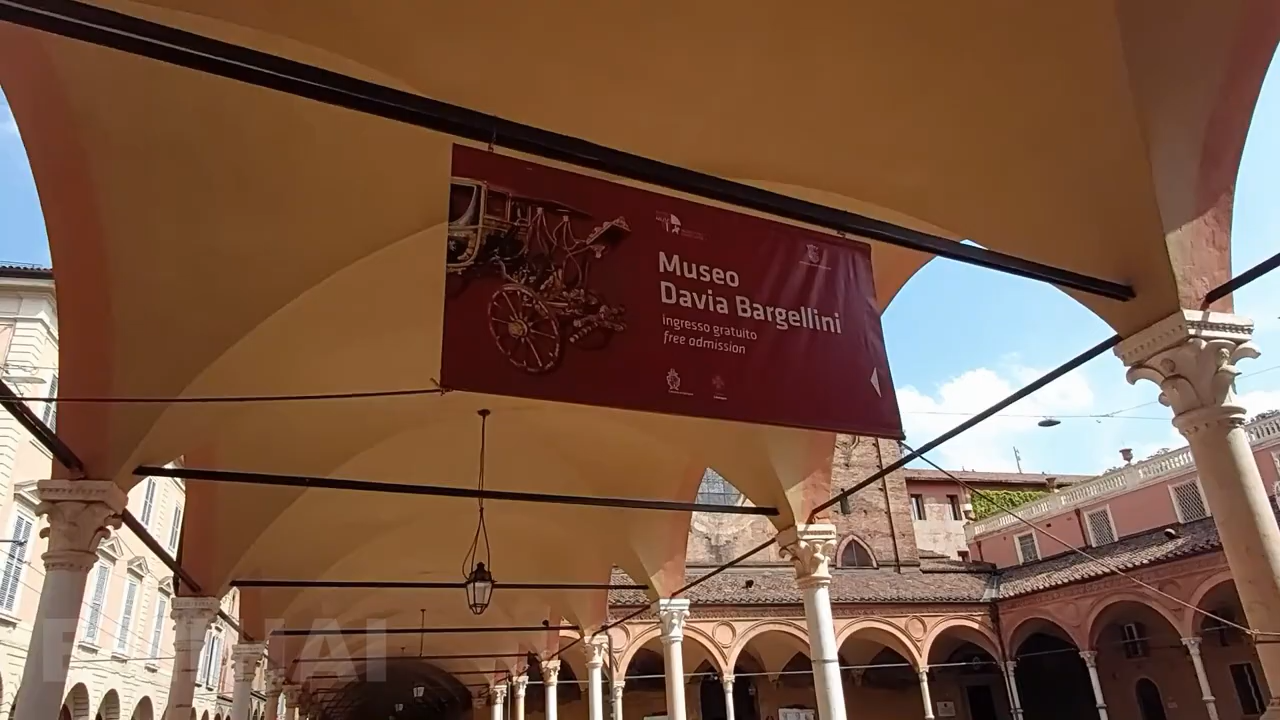 Museo
Davia Bargellini
ingresso gratuito
free admission